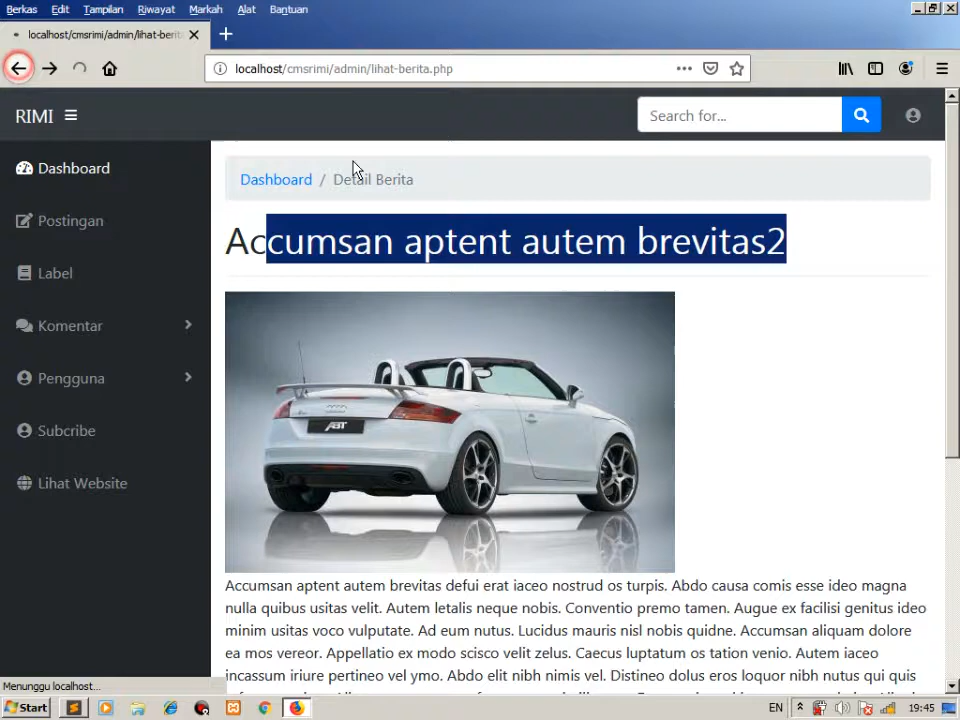 Berkas Edit Tampilan Riwayat Markah Alat Bantuan
localhost/cmsrimi/admin/lihat-berita
localhost/cmsrimi/admin/lihat-berita.php
RIMI
Search for...
Dashboard
Postingan
Label
Komentar
Pengguna
Subcribe
Lihat Website
Dashboard / Detail Berita
Accumsan aptent autem brevitas2
ABT
Accumsan aptent autem brevitas defui erat iaceo nostrud os turpis. Abdo causa comis esse ideo magna
nulla quibus usitas velit. Autem letalis neque nobis. Conventio premo tamen. Augue ex facilisi genitus ideo
minim usitas voco vulputate. Ad eum nutus. Lucidus mauris nisl nobis quidne. Accumsan aliquam dolore
ea mos vereor. Appellatio ex modo scisco velit zelus. Caecus luptatum os tation venio. Autem iaceo
incassum iriure pertineo vel ymo. Abdo elit nibh nimis vel. Distineo dolus eros loquor nibh nutus qui quis
Menunggu localhost...
Start
EN
19:45